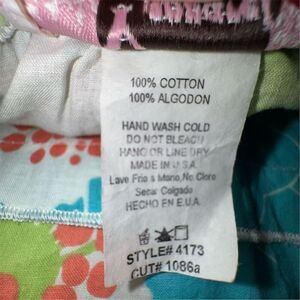 100% COTTON
100% ALGODON
HAND WASH COLD
DO NOT BLEACH
HANG OR LINE DRY
MADE IN U.S.A.
Lave Fria a Mano, No Cloro
Secar Colgado
HECHO EN E.U.A.
STYLE# 4173
CUT# 1086a